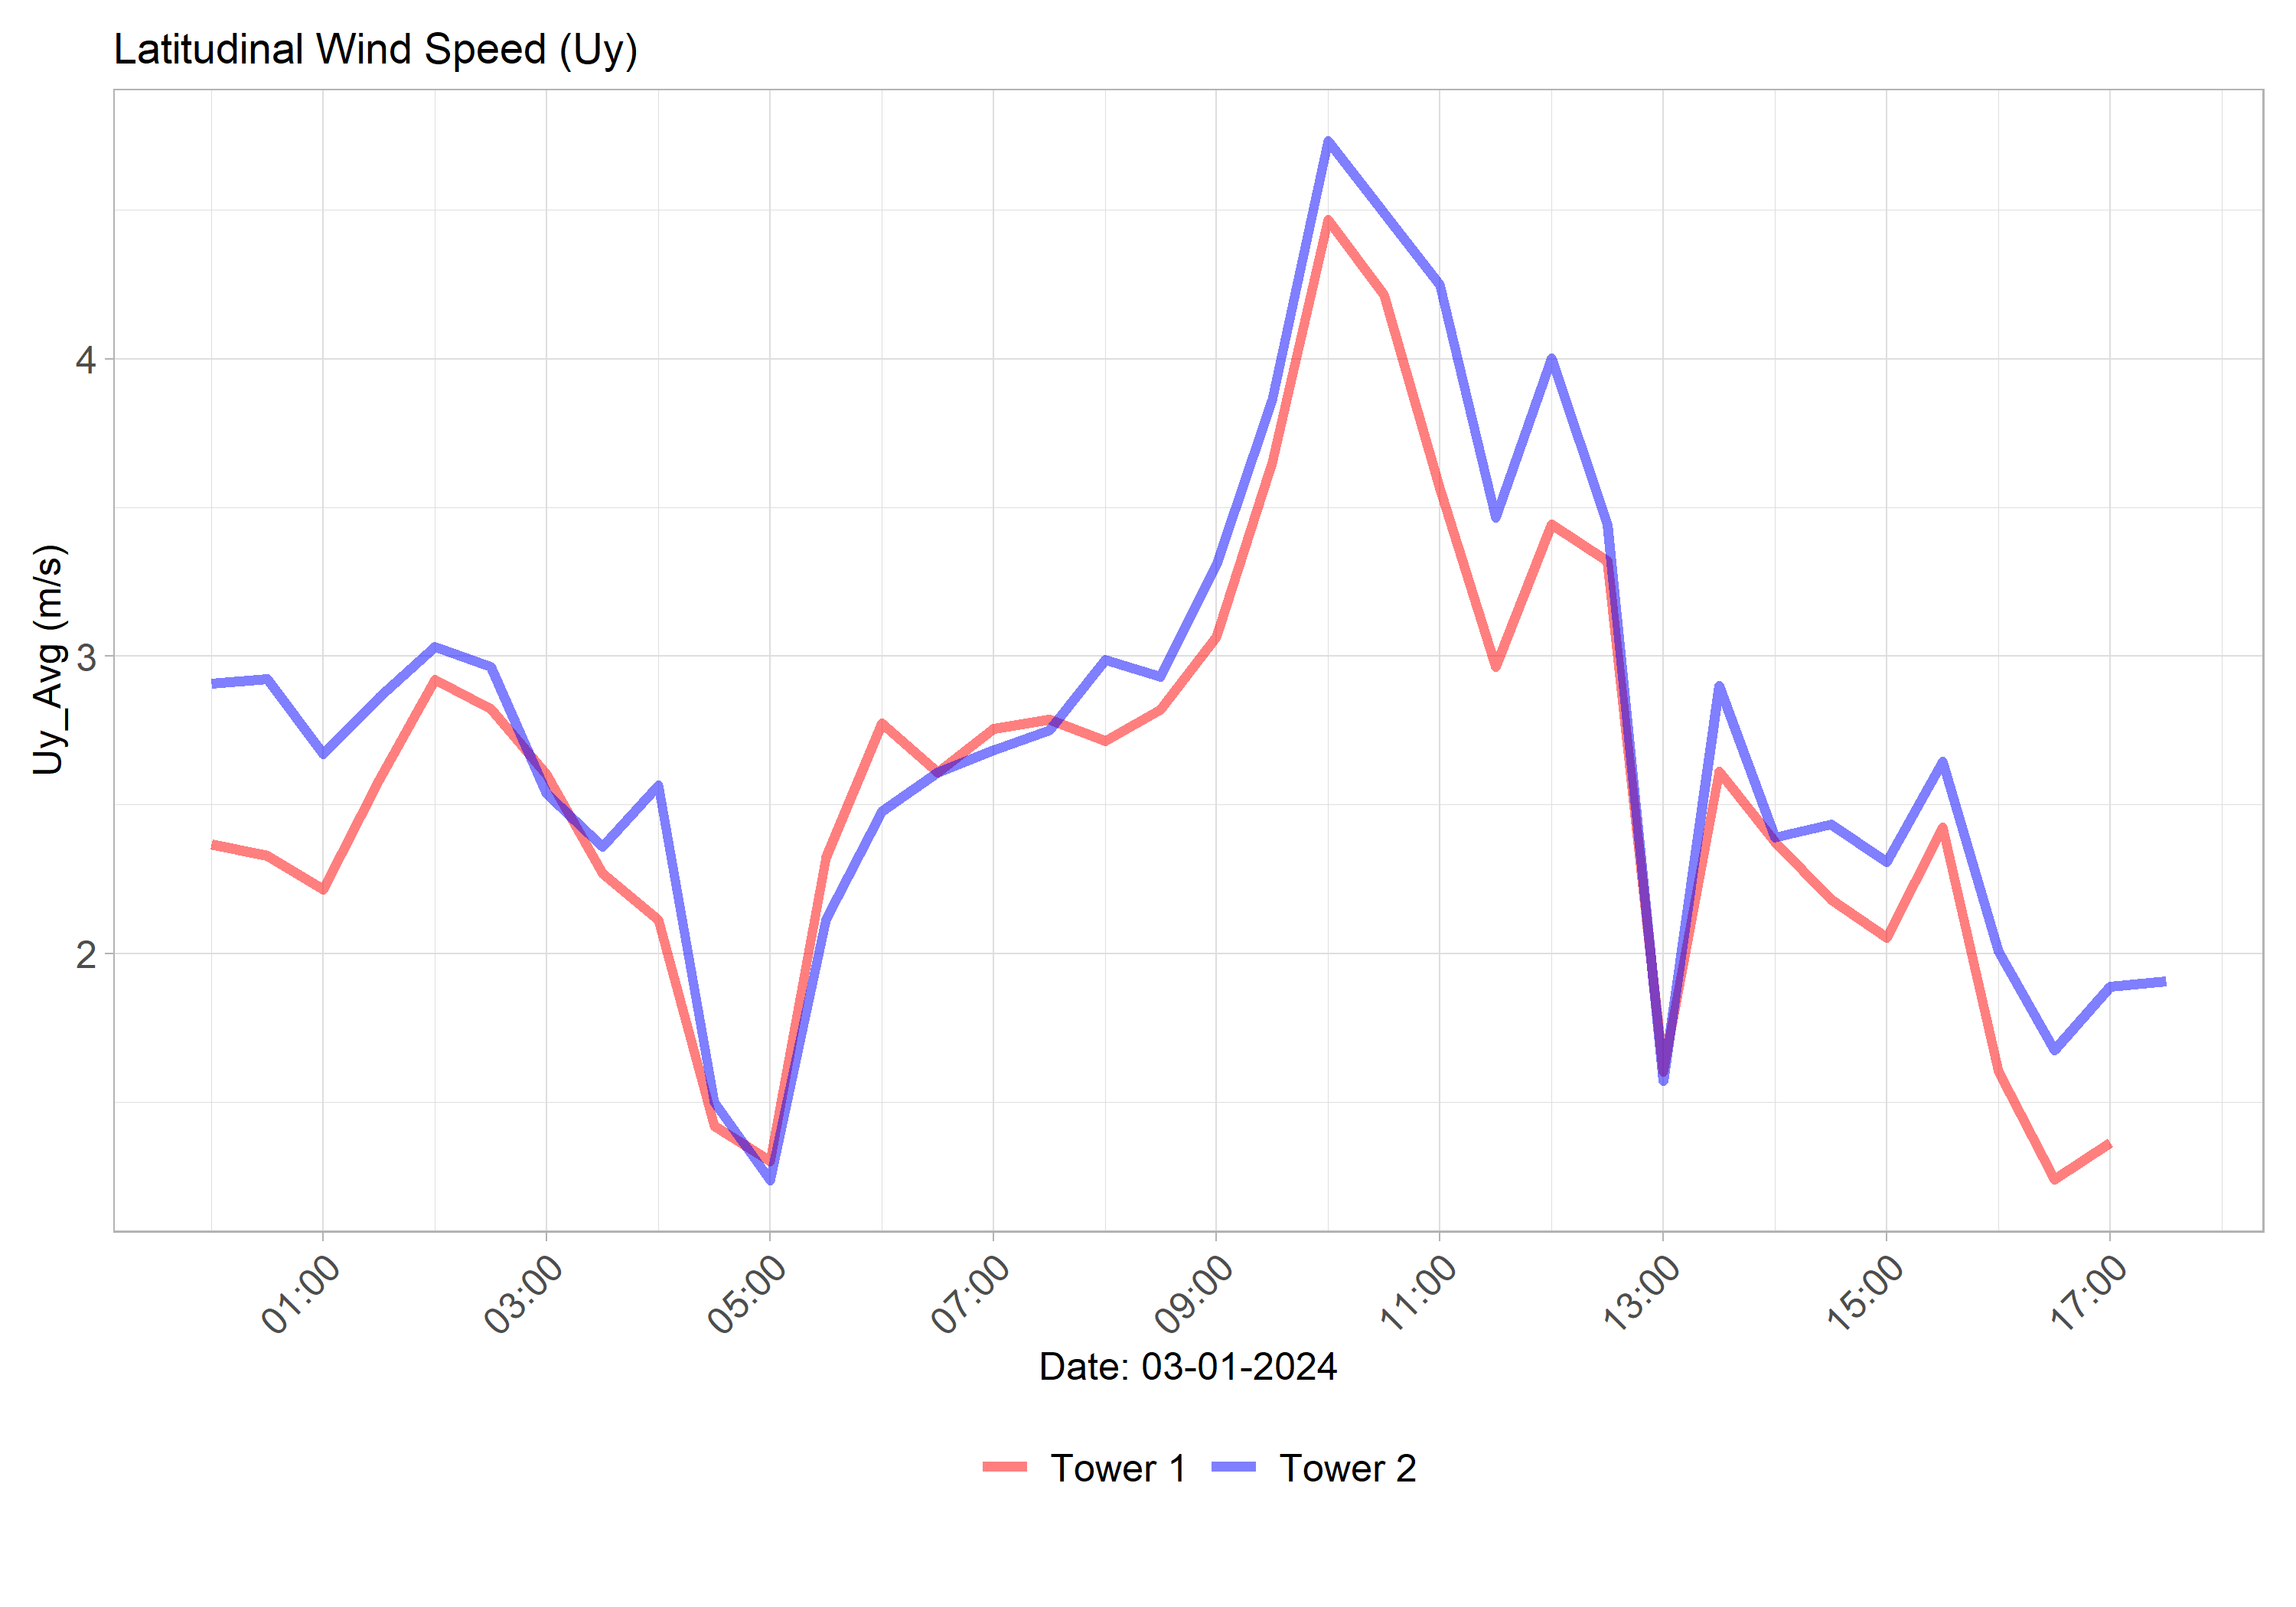 Latitudinal Wind Speed (Uy)
Uy_Avg (m/s)
4
3
2
01:00 03:00 05:00 07:00 09:00 11:00 13:00 15:00 17:00
Date: 03-01-2024
Tower 1 Tower 2